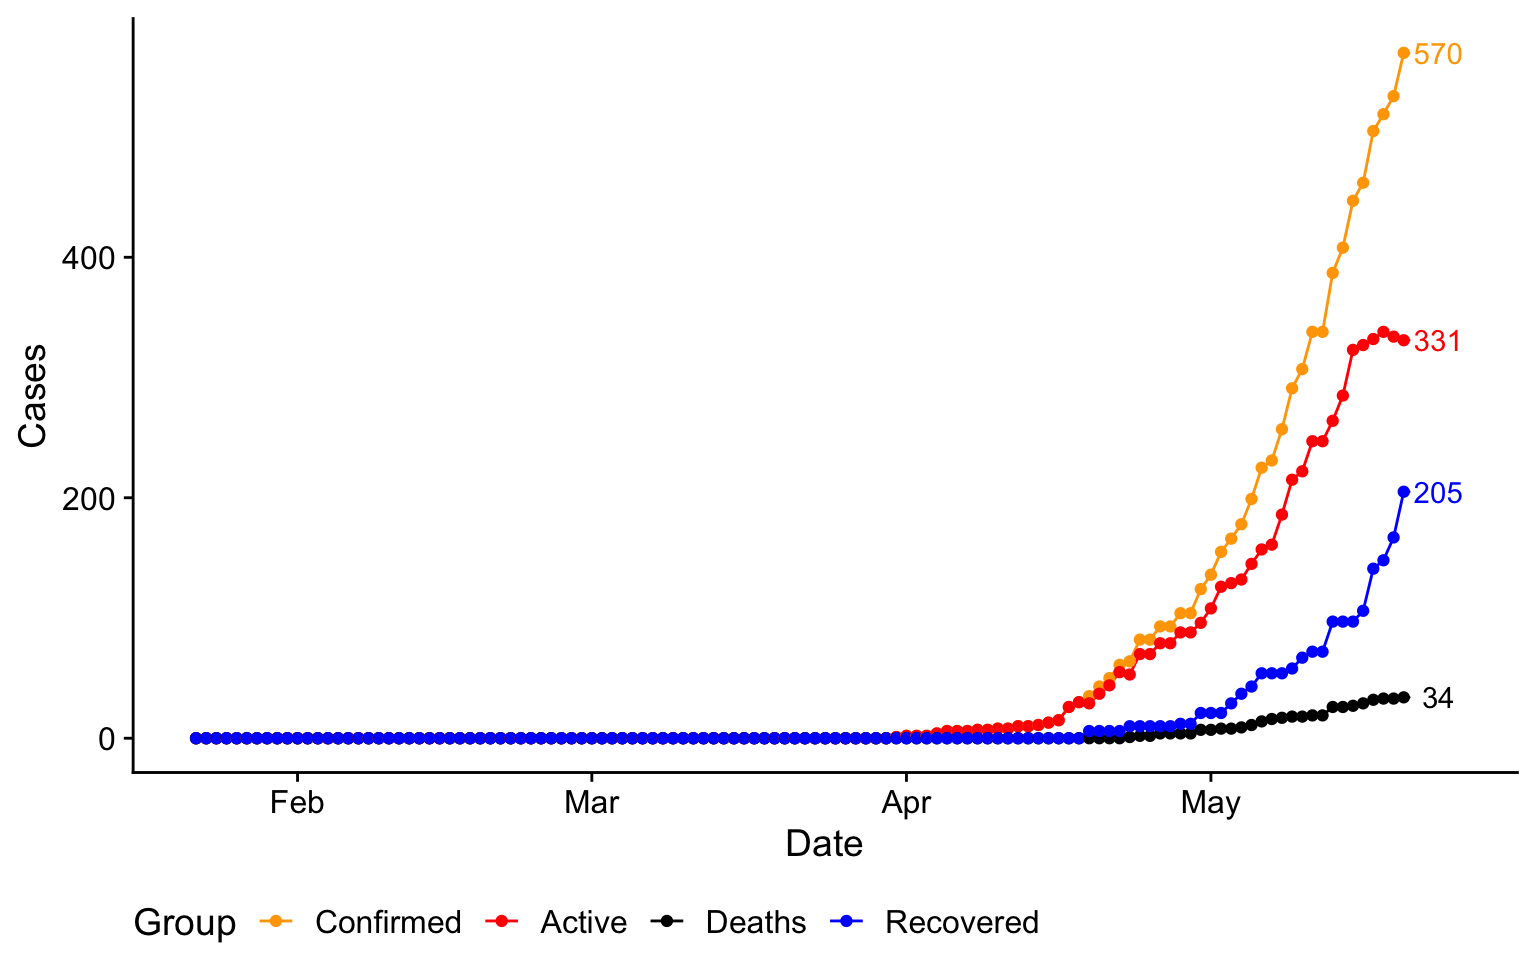 570
400
331
Cases
200
205
34
0
Feb Mar Apr May
Date
Group Confirmed Active Deaths Recovered